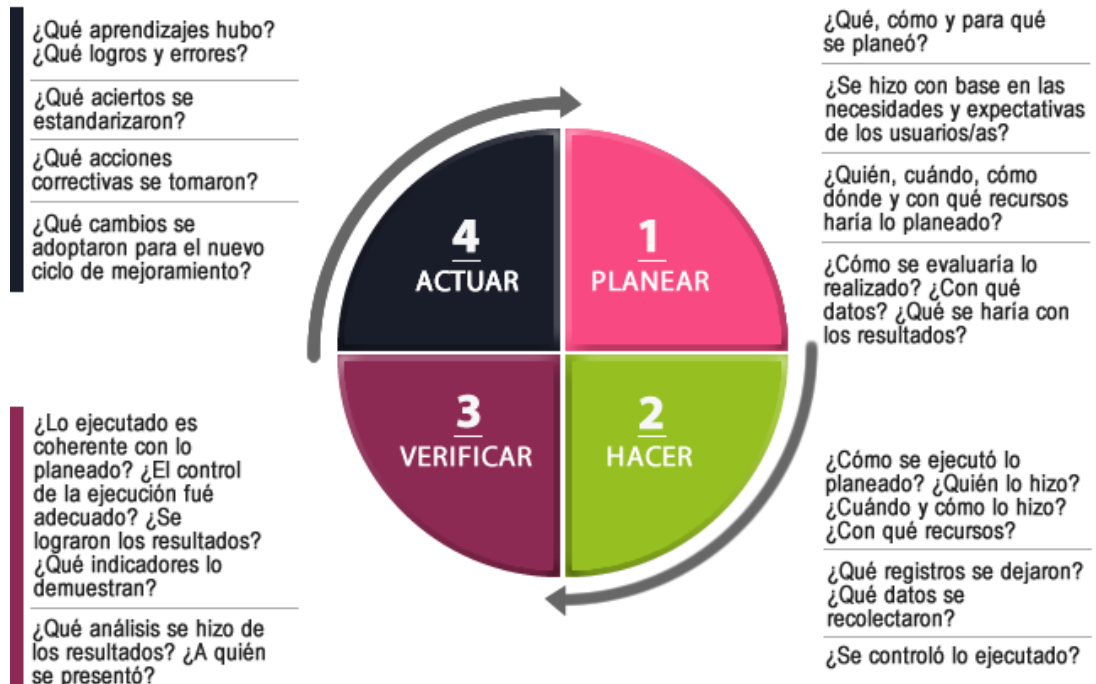 ¿Qué aprendizajes hubo?
¿Qué logros y errores?
¿Qué aciertos se
estandarizaron?
¿Qué acciones
correctivas se tomaron?
¿Qué cambios se
adoptaron para el nuevo
ciclo de mejoramiento?
¿Qué, cómo y para qué
se planeó?
¿Se hizo con base en las
necesidades y expectativas
de los usuarios/as?
¿Quién, cuándo, cómo
dónde y con qué recursos
haría lo planeado?
¿Cómo se evaluaría lo
realizado? ¿Con qué
datos? ¿Qué se haría con
los resultados?
4
ACTUAR
1
PLANEAR
3
VERIFICAR
2
HACER
¿Lo ejecutado es
coherente con lo
planeado? ¿El control
de la ejecución fué
adecuado? ¿Se
lograron los resultados?
¿Qué indicadores lo
demuestran?
¿Qué análisis se hizo de
los resultados? ¿A quién
se presentó?
¿Cómo se ejecutó lo
planeado? ¿Quién lo hizo?
¿Cuándo y cómo lo hizo?
¿Con qué recursos?
¿Qué registros se dejaron?
¿Qué datos se
recolectaron?
¿Se controló lo ejecutado?